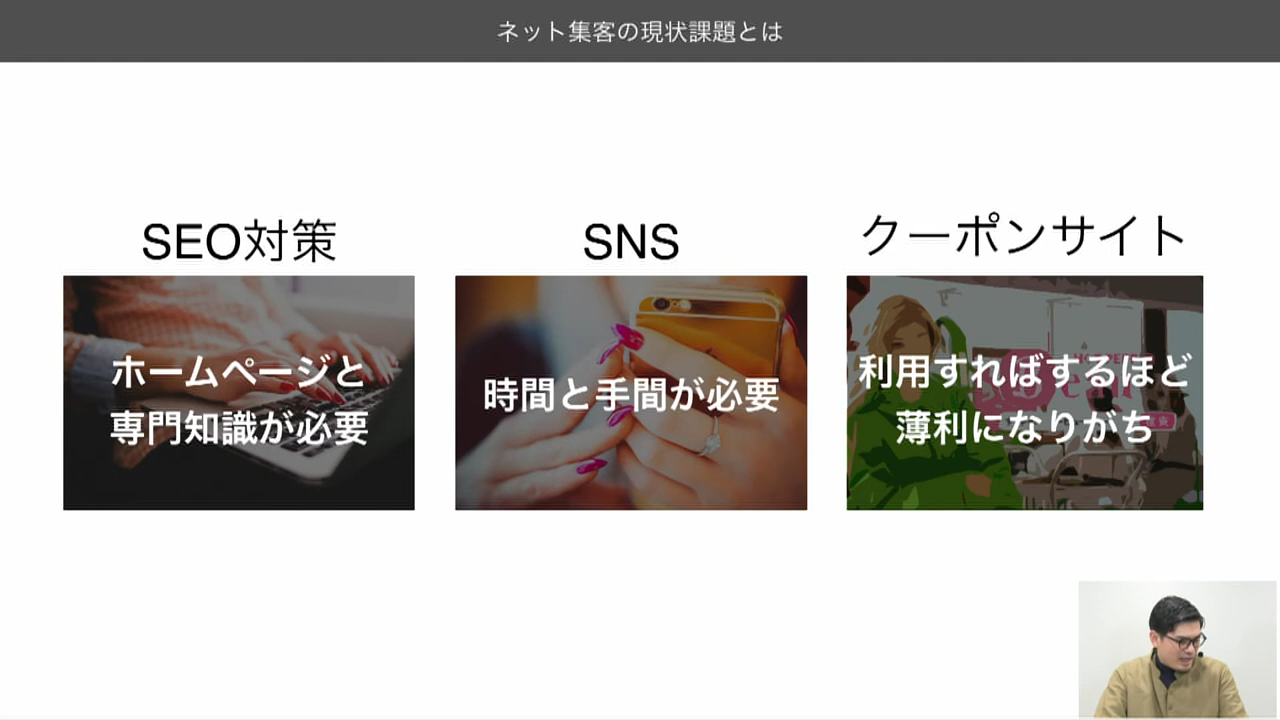 ネット集客の現状課題とは
SEO対策
SNS
クーポンサイト
ホームページと
専門知識が必要
時間と手間が必要
利用すればするほど
薄利になりがち